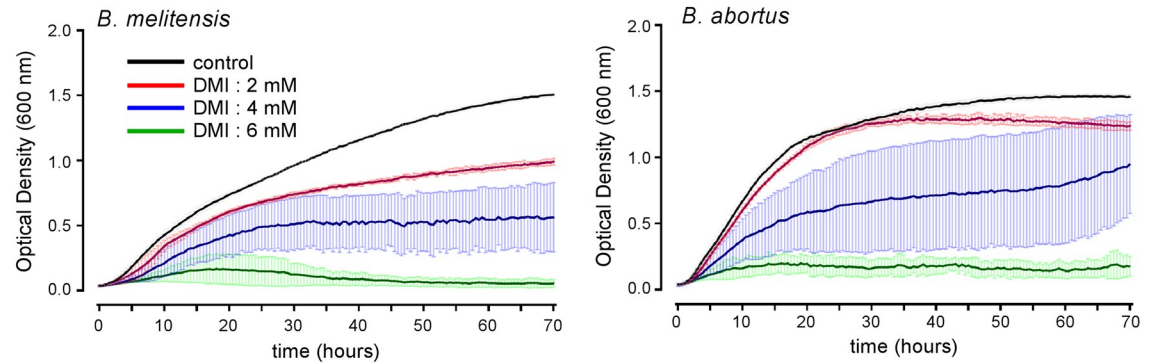 B. melitensis
Optical Density (600 nm)
2.0
1.5
1.0
0.5
0.0
control
DMI : 2 mM
DMI : 4 mM
DMI : 6 mM
0 10 20 30 40 50 60 70
time (hours)
B. abortus
Optical Density (600 nm)
2.0
1.5
1.0
0.5
0.0
0 10 20 30 40 50 60 70
time (hours)